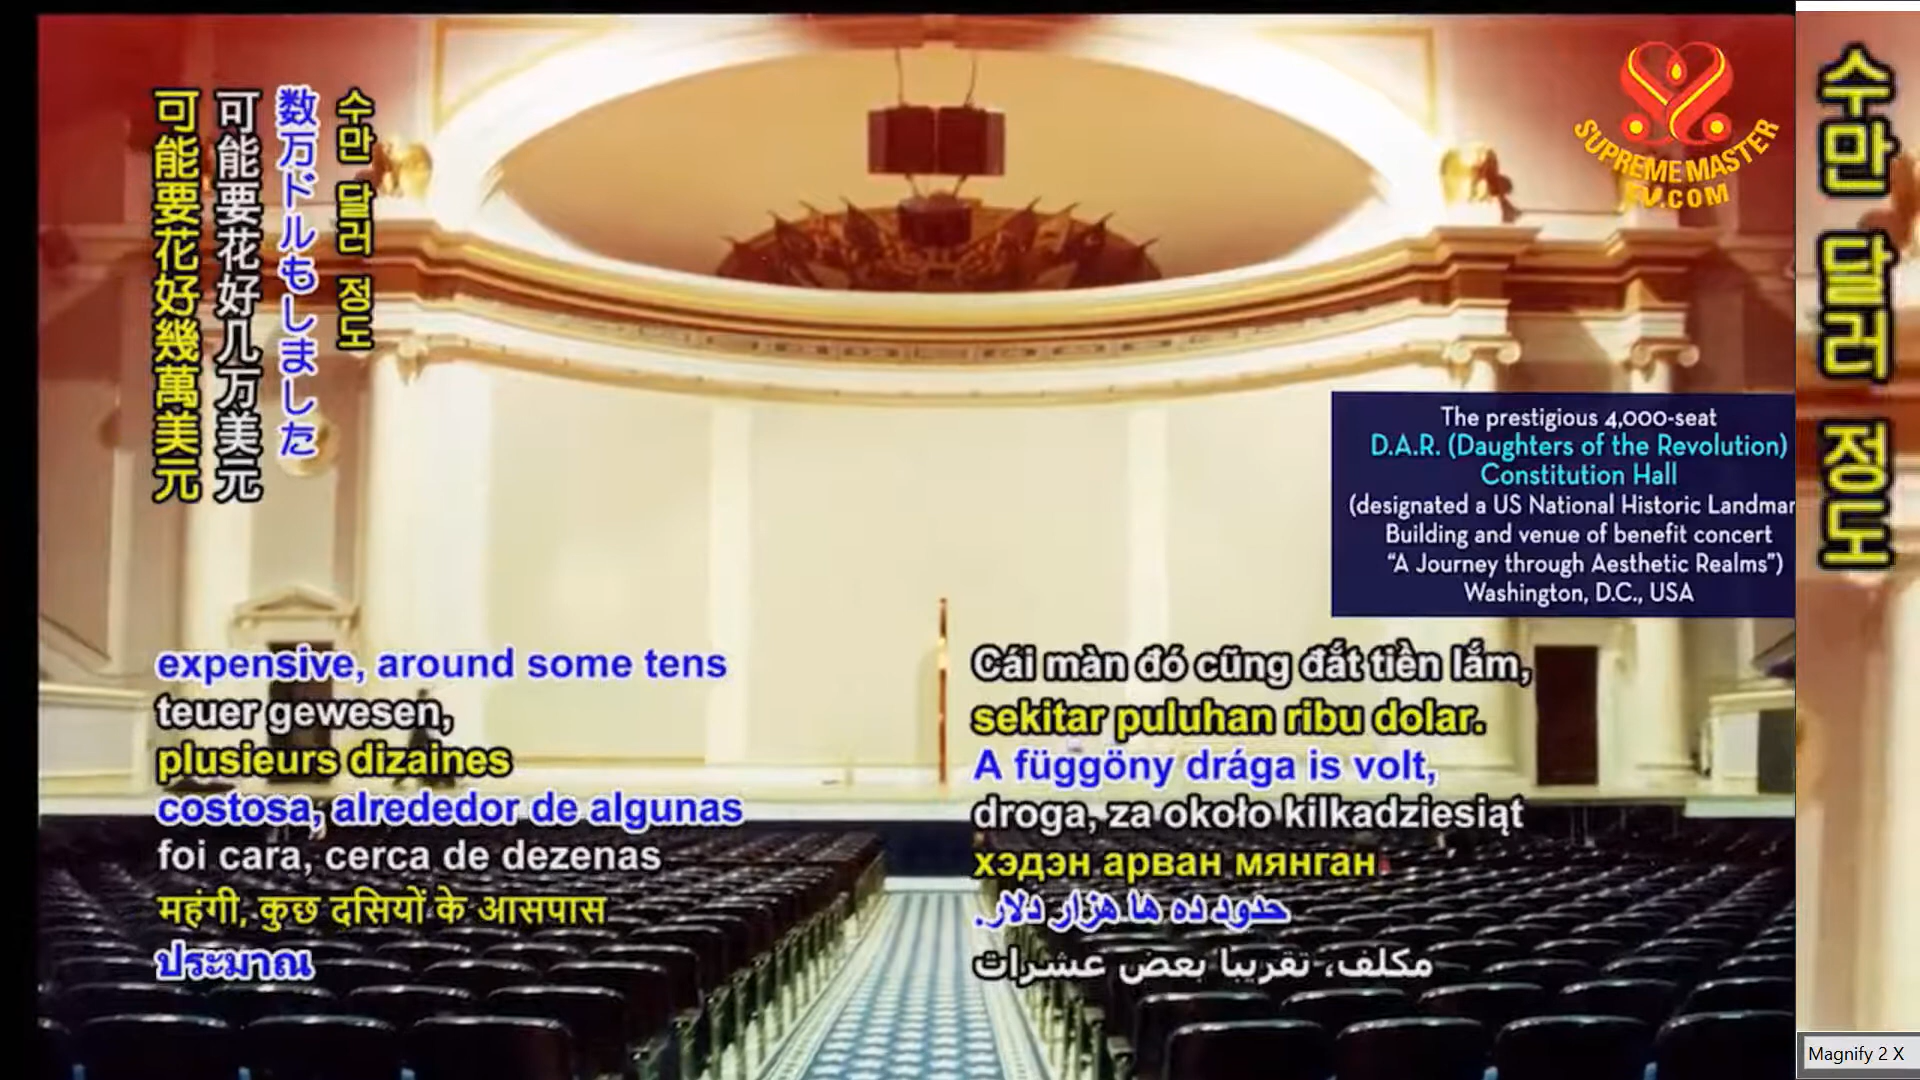 可能要花好幾萬美元
可能要花好几万美元
数万ドルもしました
수만 달러 정도
SUPREME MASTER
TV.COM
The prestigious 4,000-seat
D.A.R. (Daughters of the Revolution)
Constitution Hall
(designated a US National Historic Landmar
Building and venue of benefit concert
“A Journey through Aesthetic Realms”)
Washington, D.C., USA
expensive, around some tens
teuer gewesen,
plusieurs dizaines
costosa, alrededor de algunas
foi cara, cerca de dezenas
महंगी, कुछ दसियों के आसपास
ประมาณ
Cái màn đó cũng đắt tiền lắm,
sekitar puluhan ribu dolar.
A függöny drága is volt,
droga, za około kilkadziesiąt
хэдэн арван мянган
حدود ده ها هزار دلار.
مكلف، تقريبا بعض عشرات
수만 달러 정도
Magnify 2 X